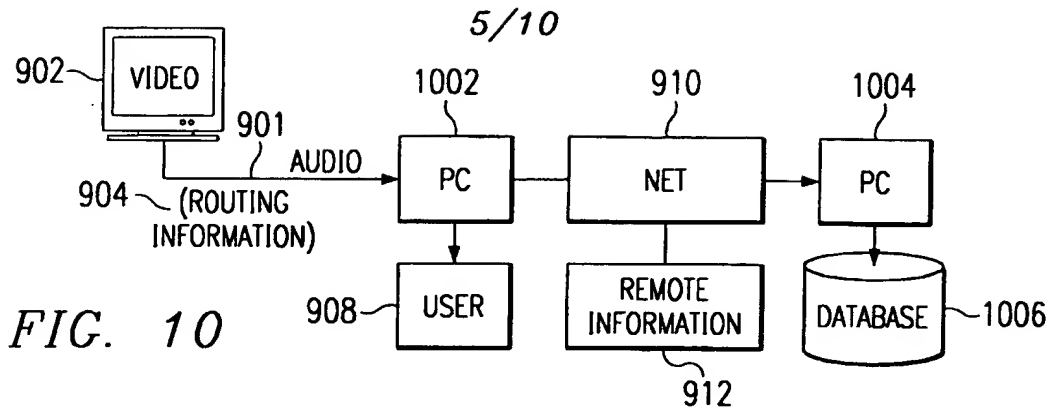 5/10
902
VIDEO
901
AUDIO
904
(ROUTING
INFORMATION)
1002
PC
910
NET
1004
PC
908
USER
REMOTE
INFORMATION
912
DATABASE
1006
FIG. 10